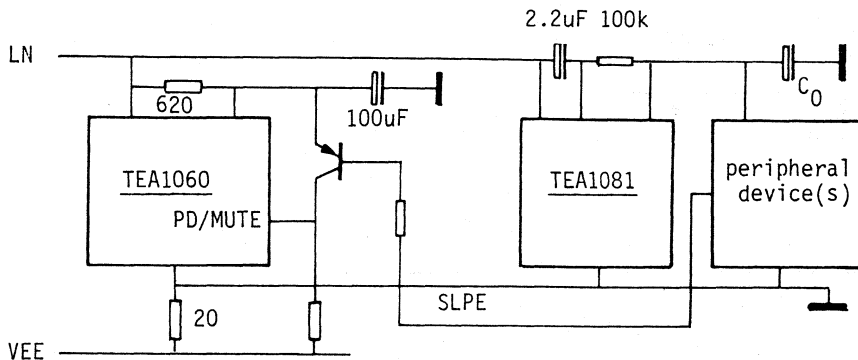 2.2uF 100k
LN
620
100uF
C0
TEA1060
TEA1081
peripheral
device(s)
PD/MUTE
SLPE
20
VEE